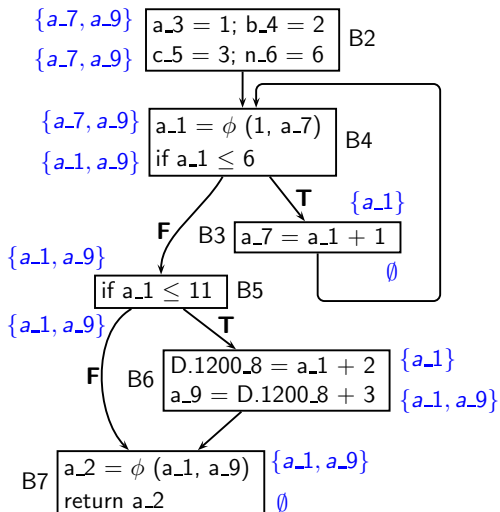 {a_7, a_9}
a_3 = 1; b_4 = 2
B2
{a_7, a_9}
c_5 = 3; n_6 = 6
{a_7, a_9}
a_1 = ϕ (1, a_7)
B4
{a_1, a_9}
if a_1 ≤ 6
T
{a_1}
F
B3
a_7 = a_1 + 1
{a_1, a_9}
∅
if a_1 ≤ 11
B5
{a_1, a_9}
T
F
B6
D.1200_8 = a_1 + 2
{a_1}
a_9 = D.1200_8 + 3
{a_1, a_9}
B7
a_2 = ϕ (a_1, a_9)
{a_1, a_9}
return a_2
∅